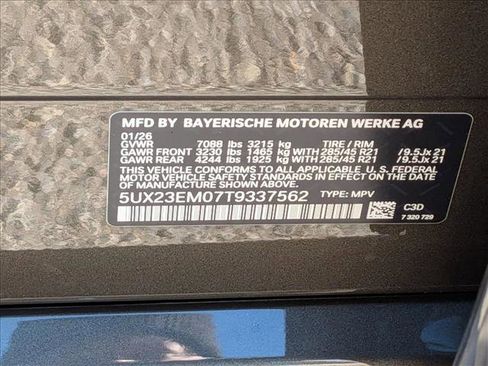 MFD BY BAYERISCHE MOTOREN WERKE AG
01/26
GVWR 7088 lbs 3215 kg TIRE / RIM
GAWR FRONT 3230 lbs 1465 kg WITH 285/45 R21 /9.5Jx 21
GAWR REAR 4244 lbs 1925 kg WITH 285/45 R21 /9.5Jx 21
THIS VEHICLE CONFORMS TO ALL APPLICABLE U. S. FEDERAL
MOTOR VEHICLE SAFETY STANDARDS IN EFFECT ON THE DATE OF
MANUFACTURE SHOWN ABOVE.
5UX23EM07T9337562 TYPE: MPV
C3D
7 320 729